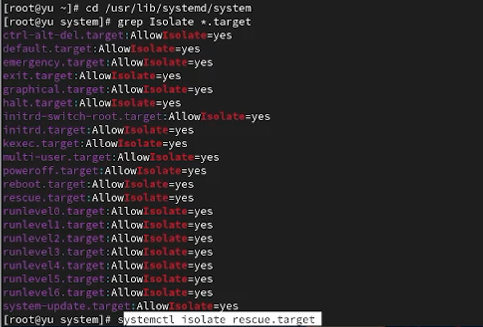 [root@yu ~]# cd /usr/lib/systemd/system
[root@yu system]# grep Isolate *.target
ctrl-alt-del.target:AllowIsolate=yes
default.target:AllowIsolate=yes
emergency.target:AllowIsolate=yes
exit.target:AllowIsolate=yes
graphical.target:AllowIsolate=yes
halt.target:AllowIsolate=yes
initrd-switch-root.target:AllowIsolate=yes
initrd.target:AllowIsolate=yes
kexec.target:AllowIsolate=yes
multi-user.target:AllowIsolate=yes
poweroff.target:AllowIsolate=yes
reboot.target:AllowIsolate=yes
rescue.target:AllowIsolate=yes
runlevel0.target:AllowIsolate=yes
runlevel1.target:AllowIsolate=yes
runlevel2.target:AllowIsolate=yes
runlevel3.target:AllowIsolate=yes
runlevel4.target:AllowIsolate=yes
runlevel5.target:AllowIsolate=yes
runlevel6.target:AllowIsolate=yes
system-update.target:AllowIsolate=yes
[root@yu system]# systemctl isolate rescue.target